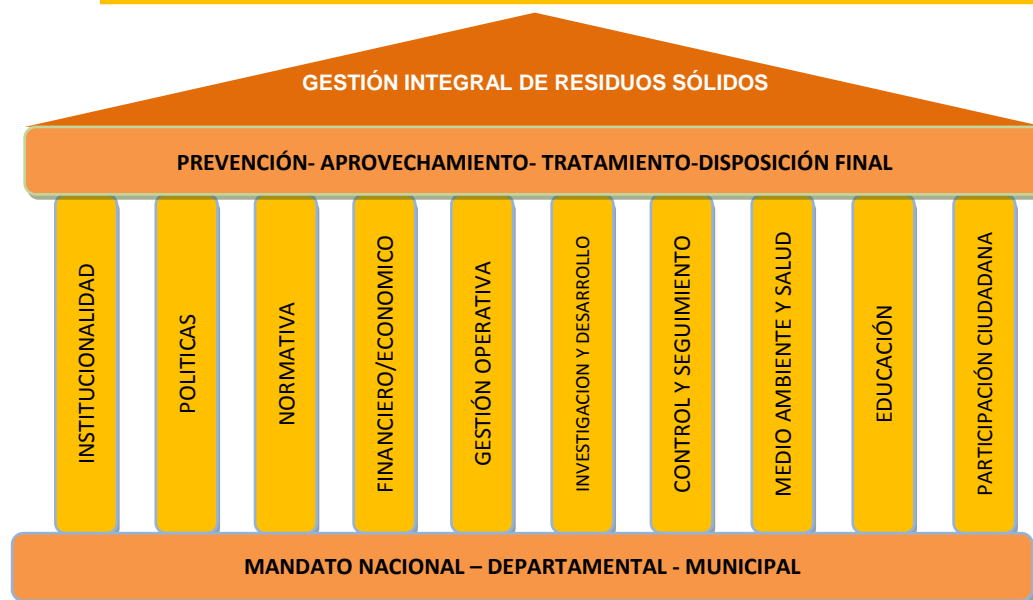 GESTIÓN INTEGRAL DE RESIDUOS SÓLIDOS
PREVENCIÓN- APROVECHAMIENTO- TRATAMIENTO-DISPOSICIÓN FINAL
INSTITUCIONALIDAD
POLITICAS
NORMATIVA
FINANCIERO/ECONOMICO
GESTIÓN OPERATIVA
INVESTIGACION Y DESARROLLO
CONTROL Y SEGUIMIENTO
MEDIO AMBIENTE Y SALUD
EDUCACIÓN
PARTICIPACIÓN CIUDADANA
MANDATO NACIONAL – DEPARTAMENTAL - MUNICIPAL